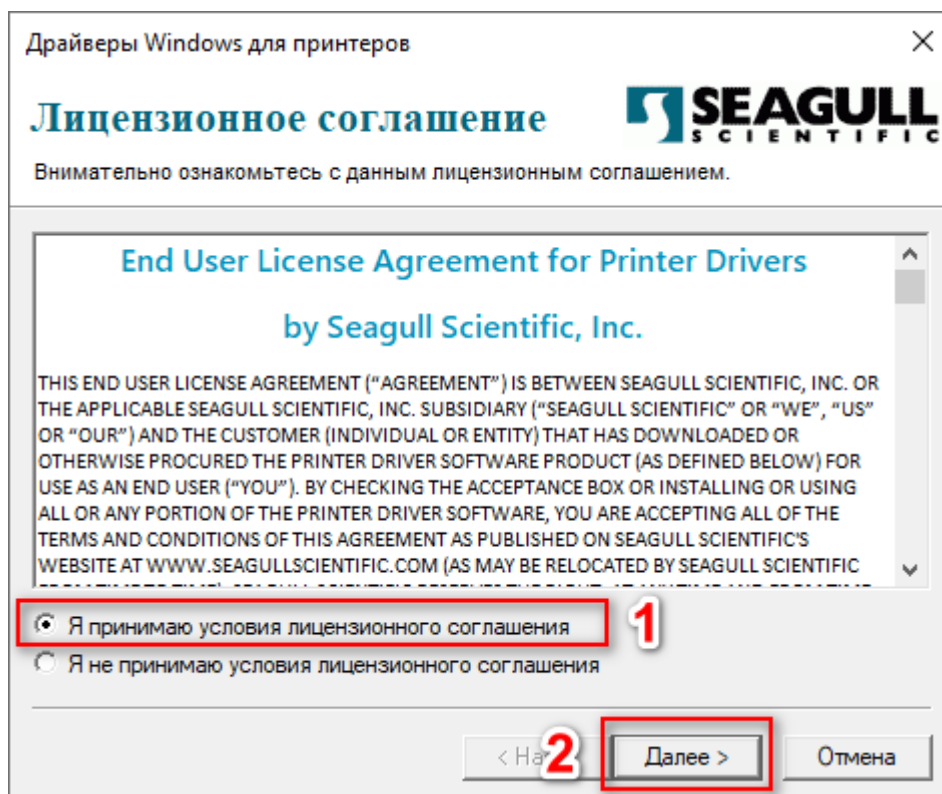 Драйверы Windows для принтеров
Лицензионное соглашение
SEAGULL
SCIENTIFIC
Внимательно ознакомьтесь с данным лицензионным соглашением.
End User License Agreement for Printer Drivers
by Seagull Scientific, Inc.
THIS END USER LICENSE AGREEMENT (“AGREEMENT”) IS BETWEEN SEAGULL SCIENTIFIC, INC. OR
THE APPLICABLE SEAGULL SCIENTIFIC, INC. SUBSIDIARY (“SEAGULL SCIENTIFIC” OR “WE”, “US”
OR “OUR”) AND THE CUSTOMER (INDIVIDUAL OR ENTITY) THAT HAS DOWNLOADED OR
OTHERWISE PROCURED THE PRINTER DRIVER SOFTWARE PRODUCT (AS DEFINED BELOW) FOR
USE AS AN END USER (“YOU”). BY CHECKING THE ACCEPTANCE BOX OR INSTALLING OR USING
ALL OR ANY PORTION OF THE PRINTER DRIVER SOFTWARE, YOU ARE ACCEPTING ALL OF THE
TERMS AND CONDITIONS OF THIS AGREEMENT AS PUBLISHED ON SEAGULL SCIENTIFIC'S
WEBSITE AT WWW.SEAGULLSCIENTIFIC.COM (AS MAY BE RELOCATED BY SEAGULL SCIENTIFIC
Я принимаю условия лицензионного соглашения
1
Я не принимаю условия лицензионного соглашения
< На
2
Далее >
Отмена